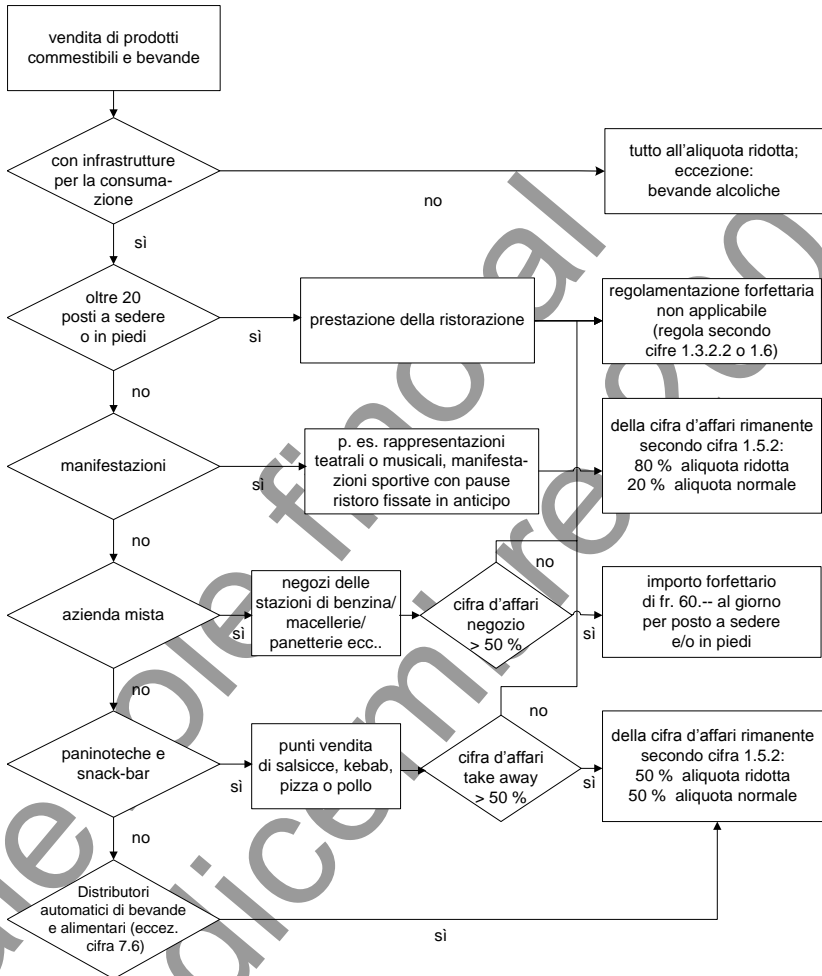 vendita di prodotti
commestibili e bevande
con infrastrutture
per la consuma-
zione
no
tutto all'aliquota ridotta;
eccezione:
bevande alcoliche
sì
oltre 20
posti a sedere
o in piedi
sì
prestazione della ristorazione
regolamentazione forfettaria
non applicabile
(regola secondo
cifre 1.3.2.2 o 1.6)
no
manifestazioni
sì
p. es. rappresentazioni
teatrali o musicali, manifesta-
zioni sportive con pause
ristoro fissate in anticipo
della cifra d'affari rimanente
secondo cifra 1.5.2:
80 % aliquota ridotta
20 % aliquota normale
no
azienda mista
sì
negozi delle
stazioni di benzina/
macellerie/
panetterie ecc..
no
cifra d'affari
negozio
> 50 %
sì
importo forfettario
di fr. 60.-- al giorno
per posto a sedere
e/o in piedi
no
paninoteche e
snack-bar
sì
punti vendita
di salsicce, kebab,
pizza o pollo
no
cifra d'affari
take away
> 50 %
sì
della cifra d'affari rimanente
secondo cifra 1.5.2:
50 % aliquota ridotta
50 % aliquota normale
no
Distributori
automatici di bevande
e alimentari (eccez.
cifra 7.6)
sì